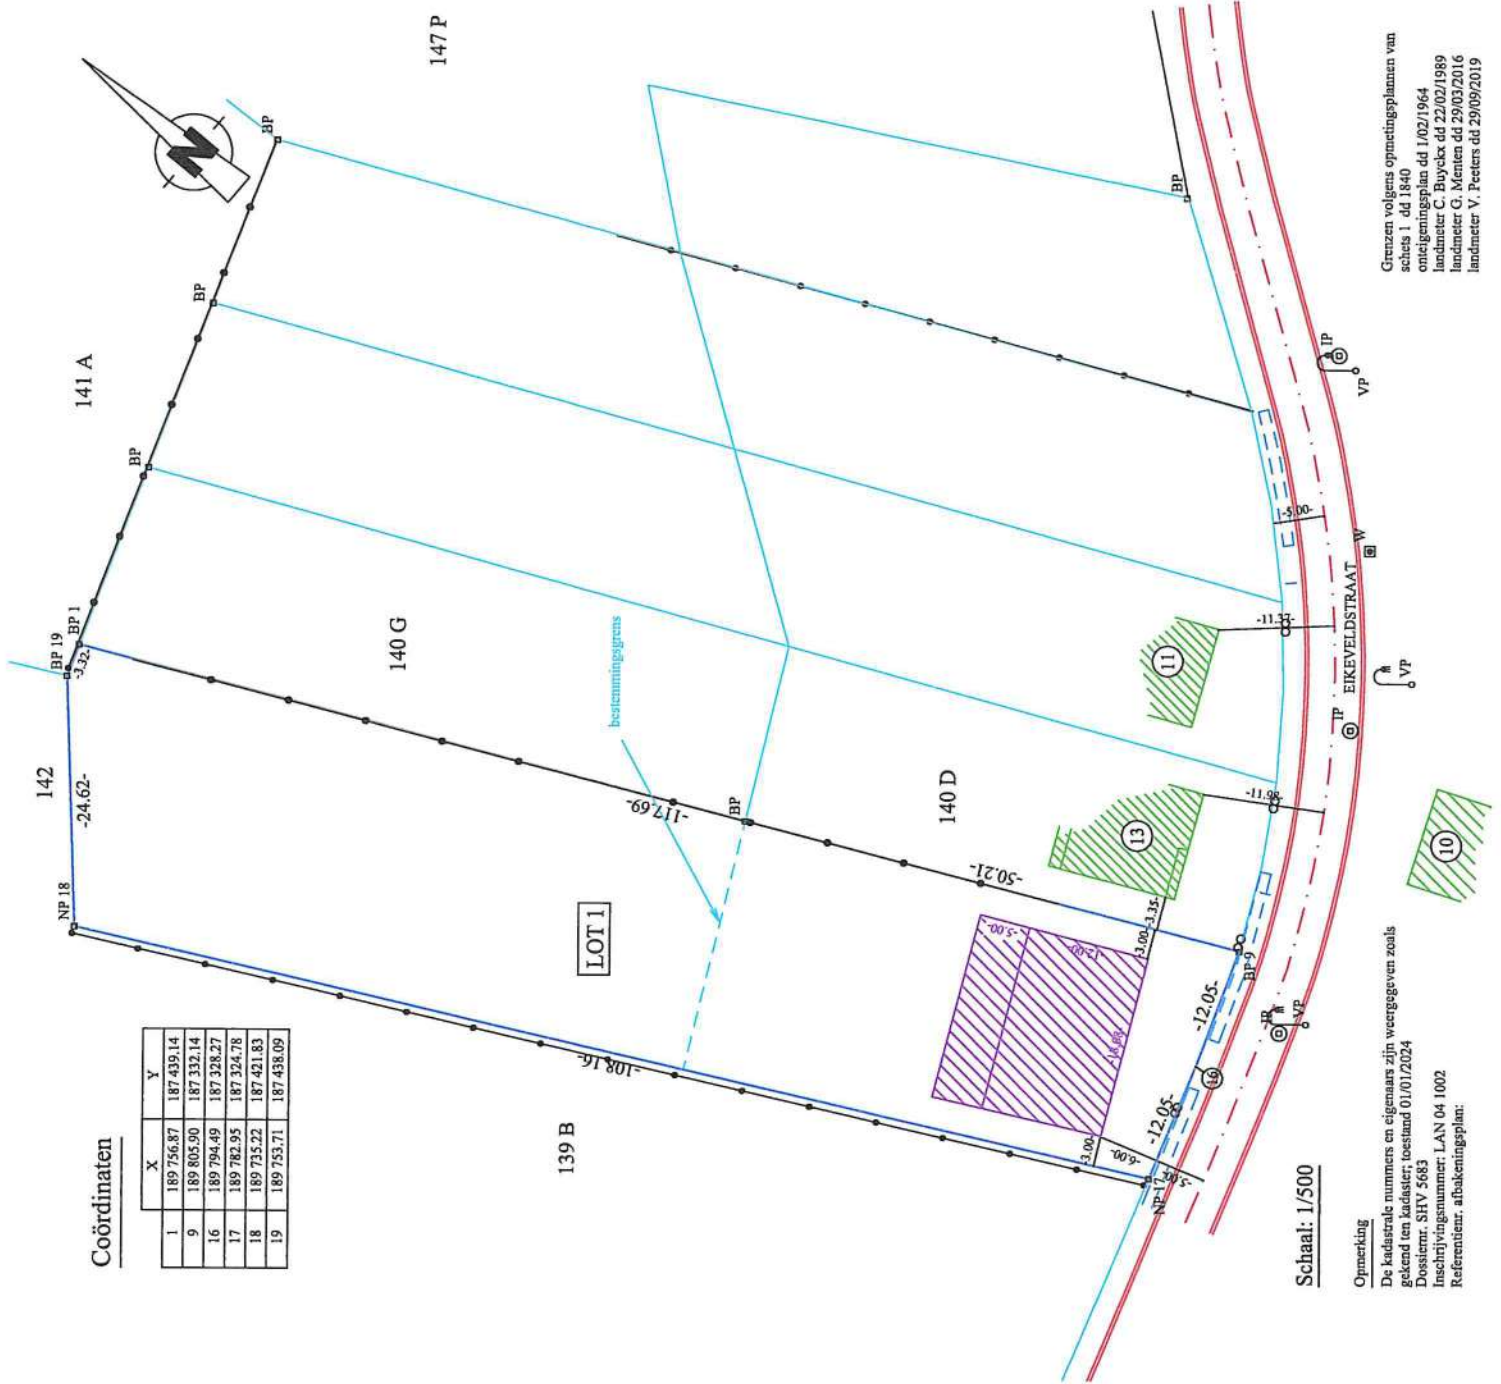 Coördinaten
X Y
1 189 756.87 187 439.14
9 189 805.90 187 332.14
16 189 794.49 187 328.27
17 189 782.95 187 324.78
18 189 735.22 187 421.83
19 189 753.71 187 438.09
142
141 A
147 P
NP 18
-24.62-
BP 19
-3.32-
BP 1
BP
BP
BP
N
140 G
bestemmingsgrens
-117.69-
BP
LOT 1
139 B
-108.16-
140 D
-50.21-
-5.00-
-12.00-
-3.00-
-3.35-
-3.00-
-6.00-
-5.00-
NP 17
-12.05-
16
-12.05-
BP 9
13
-11.98-
11
-11.37-
-5.00-
BP
IP
VP
IP
VP
EIKEVELDSTRAAT
W
IP
VP
10
Schaal: 1/500
Opmerking
De kadastrale nummers en eigenaars zijn weergegeven zoals
gekend ten kadaster; toestand 01/01/2024
Dossiernr. SHV 5683
Inschrijvingsnummer: LAN 04 1002
Referentienr. afbakeningsplan:
Grenzen volgens opmetingsplannen van
schets 1 dd 1840
onteigeningsplan dd 1/02/1964
landmeter C. Buyckx dd 22/02/1989
landmeter G. Menten dd 29/03/2016
landmeter V. Peeters dd 29/09/2019